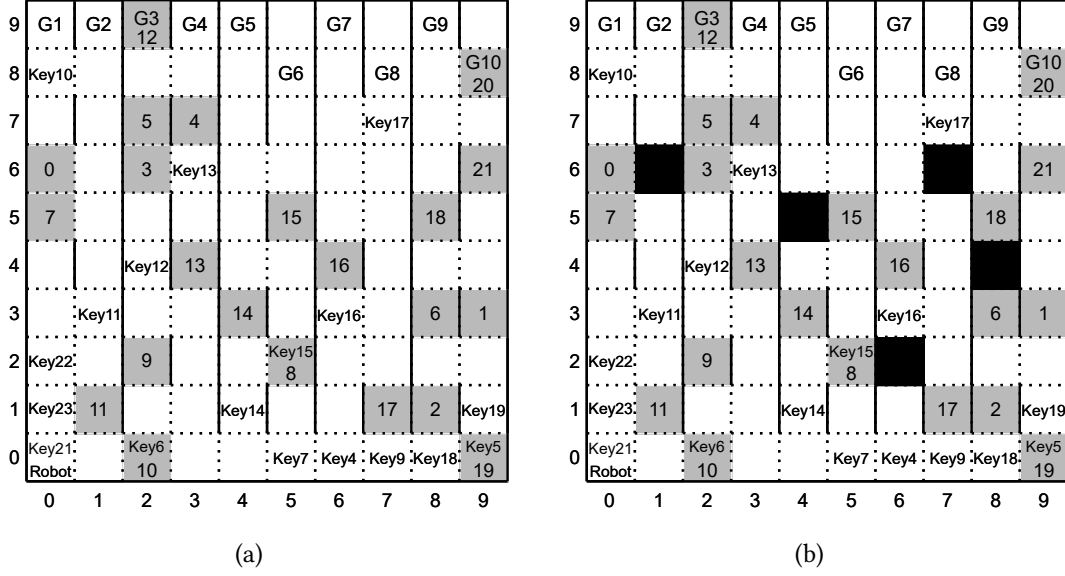 9 G1 G2 G3 G4 G5 G7 G9
12
8 Key10 G6 G8 G10
20
7 5 4 Key17
6 0 3 Key13 21
5 7 15 18
4 Key12 13 16
3 Key11 14 Key16 6 1
2 Key22 9 Key15
8
1 Key23 11 Key14 17 2 Key19
0 Key21 Key6 Key7 Key4 Key9 Key18 Key5
Robot 10 19
0 1 2 3 4 5 6 7 8 9
(a)
9 G1 G2 G3 G4 G5 G7 G9
12
8 Key10 G6 G8 G10
20
7 5 4 Key17
6 0 3 Key13 21
5 7 15 18
4 Key12 13 16
3 Key11 14 Key16 6 1
2 Key22 9 Key15
8
1 Key23 11 Key14 17 2 Key19
0 Key21 Key6 Key7 Key4 Key9 Key18 Key5
Robot 10 19
0 1 2 3 4 5 6 7 8 9
(b)